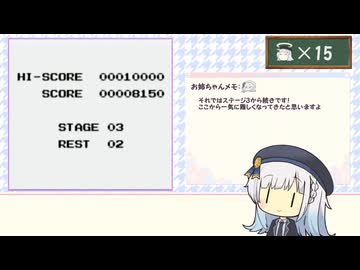 HI-SCORE 00010000
SCORE 00008150
STAGE 03
REST 02
×15
お姉ちゃんメモ:
それではステージ3から続きです!
ここから一気に難しくなってきたと思いますよ